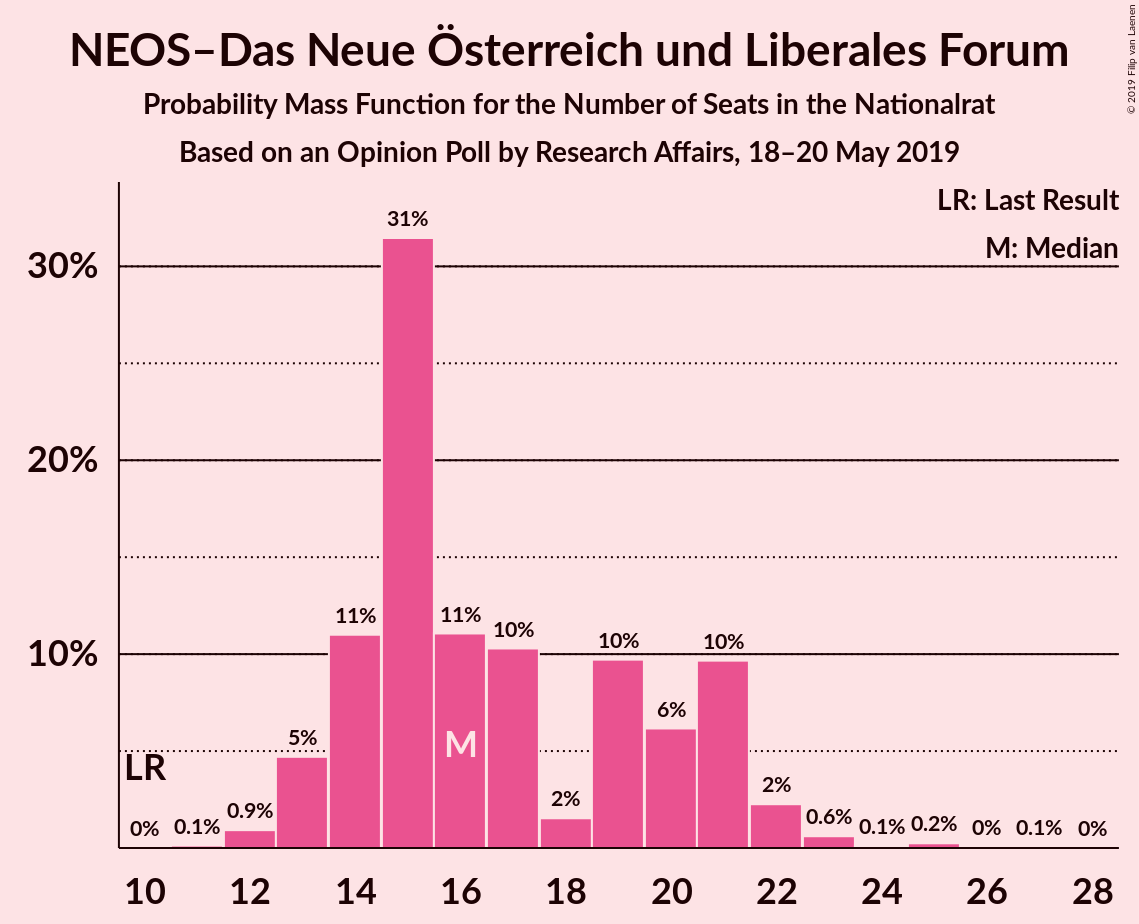 NEOS–Das Neue Österreich und Liberales Forum
Probability Mass Function for the Number of Seats in the Nationalrat
Based on an Opinion Poll by Research Affairs, 18–20 May 2019
© 2019 Filip van Laenen
LR: Last Result
M: Median
30%
20%
10%
LR
M
0%
0.1%
0.9%
5%
11%
31%
11%
10%
2%
10%
6%
10%
2%
0.6%
0.1%
0.2%
0%
0.1%
0%
10 12 14 16 18 20 22 24 26 28